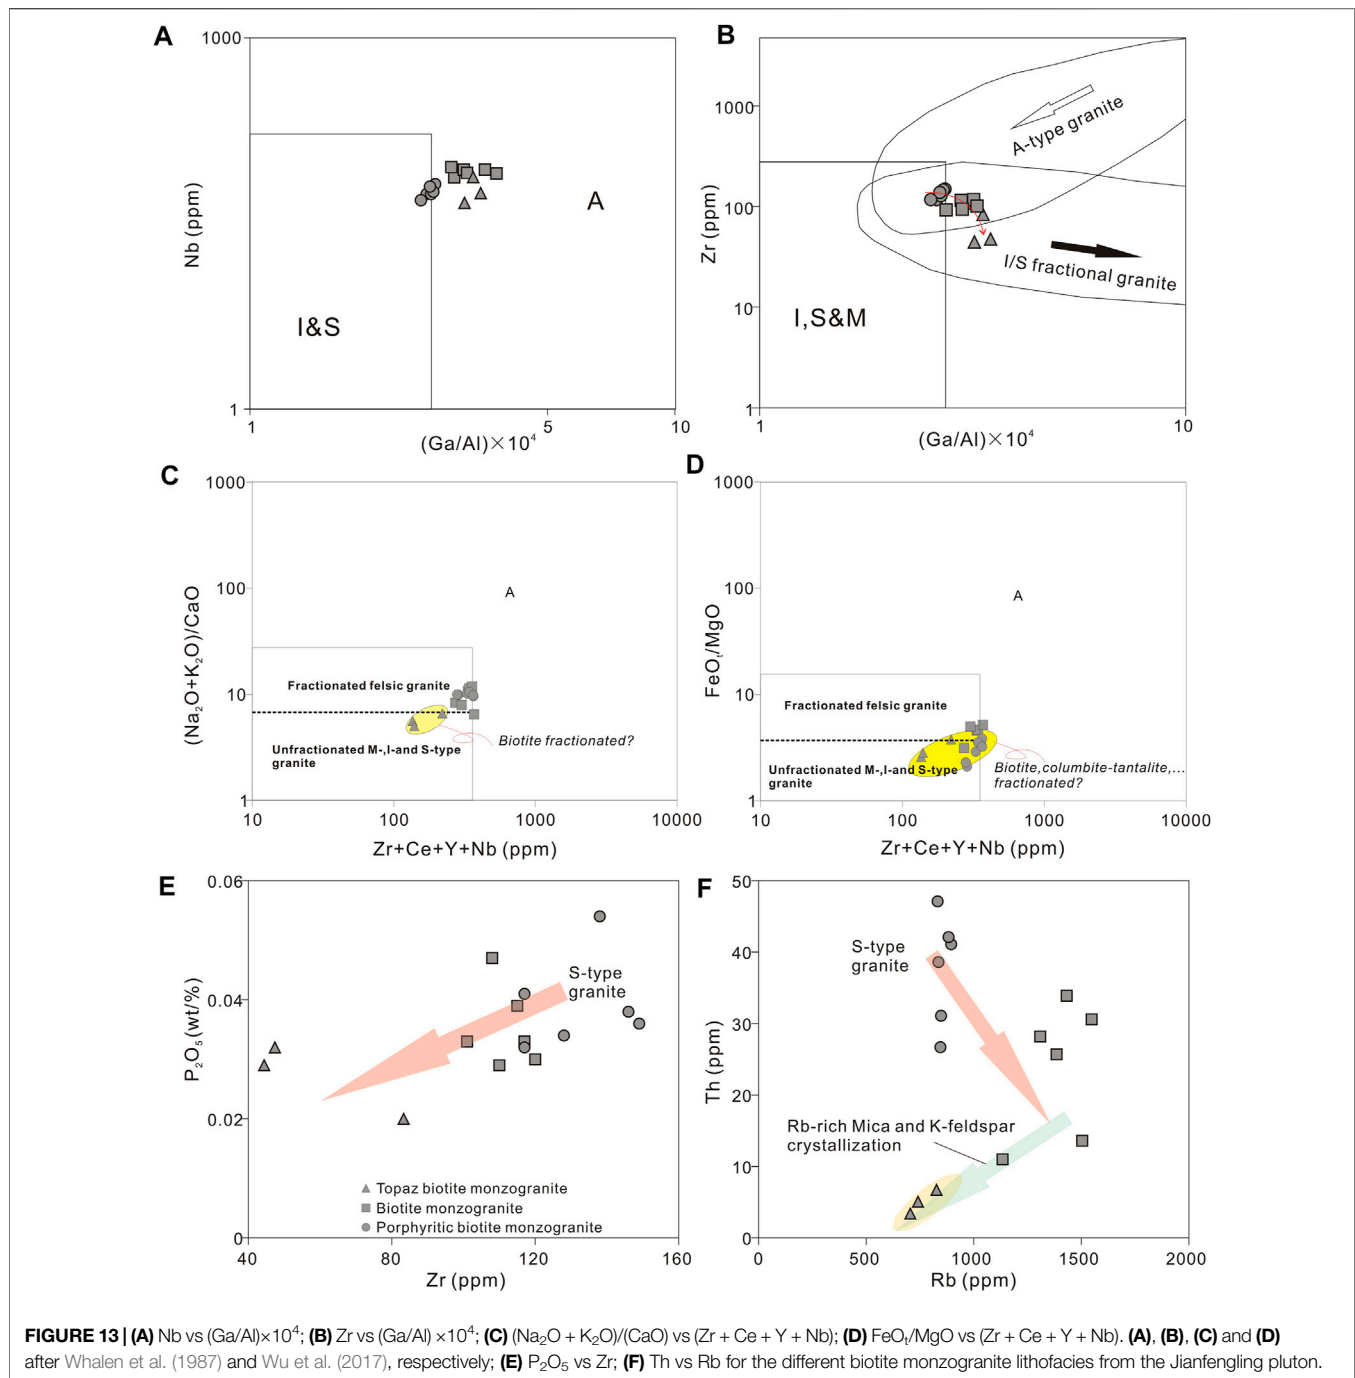 A
1000
Nb (ppm)
A
I&S
1
1
5
10
(Ga/Al)×10⁴
B
1000
A-type granite
Zr (ppm)
100
I/S fractional granite
10
I,S&M
1
1
10
(Ga/Al)×10⁴
C
1000
(Na₂O+K₂O)/CaO
100
A
Fractionated felsic granite
10
Biotite fractionated?
Unfractionated M-,I-and S-type
granite
1
10
100
1000
10000
Zr+Ce+Y+Nb (ppm)
D
1000
FeOₜ/MgO
100
A
Fractionated felsic granite
10
Unfractionated M-,I-and S-type
granite
Biotite,columbite-tantalite,...
fractionated?
1
10
100
1000
10000
Zr+Ce+Y+Nb (ppm)
E
0.06
S-type
granite
0.04
P₂O₅ (wt/%)
0.02
Topaz biotite monzogranite
Biotite monzogranite
Porphyritic biotite monzogranite
0
40
80
120
160
Zr (ppm)
F
50
S-type
granite
40
30
Th (ppm)
20
Rb-rich Mica and K-feldspar
crystallization
10
0
0
500
1000
1500
2000
Rb (ppm)
FIGURE 13 | (A) Nb vs (Ga/Al)×10⁴; (B) Zr vs (Ga/Al) ×10⁴; (C) (Na₂O + K₂O)/(CaO) vs (Zr + Ce + Y + Nb); (D) FeOₜ/MgO vs (Zr + Ce + Y + Nb). (A), (B), (C) and (D)
after Whalen et al. (1987) and Wu et al. (2017), respectively; (E) P₂O₅ vs Zr; (F) Th vs Rb for the different biotite monzogranite lithofacies from the Jianfengling pluton.